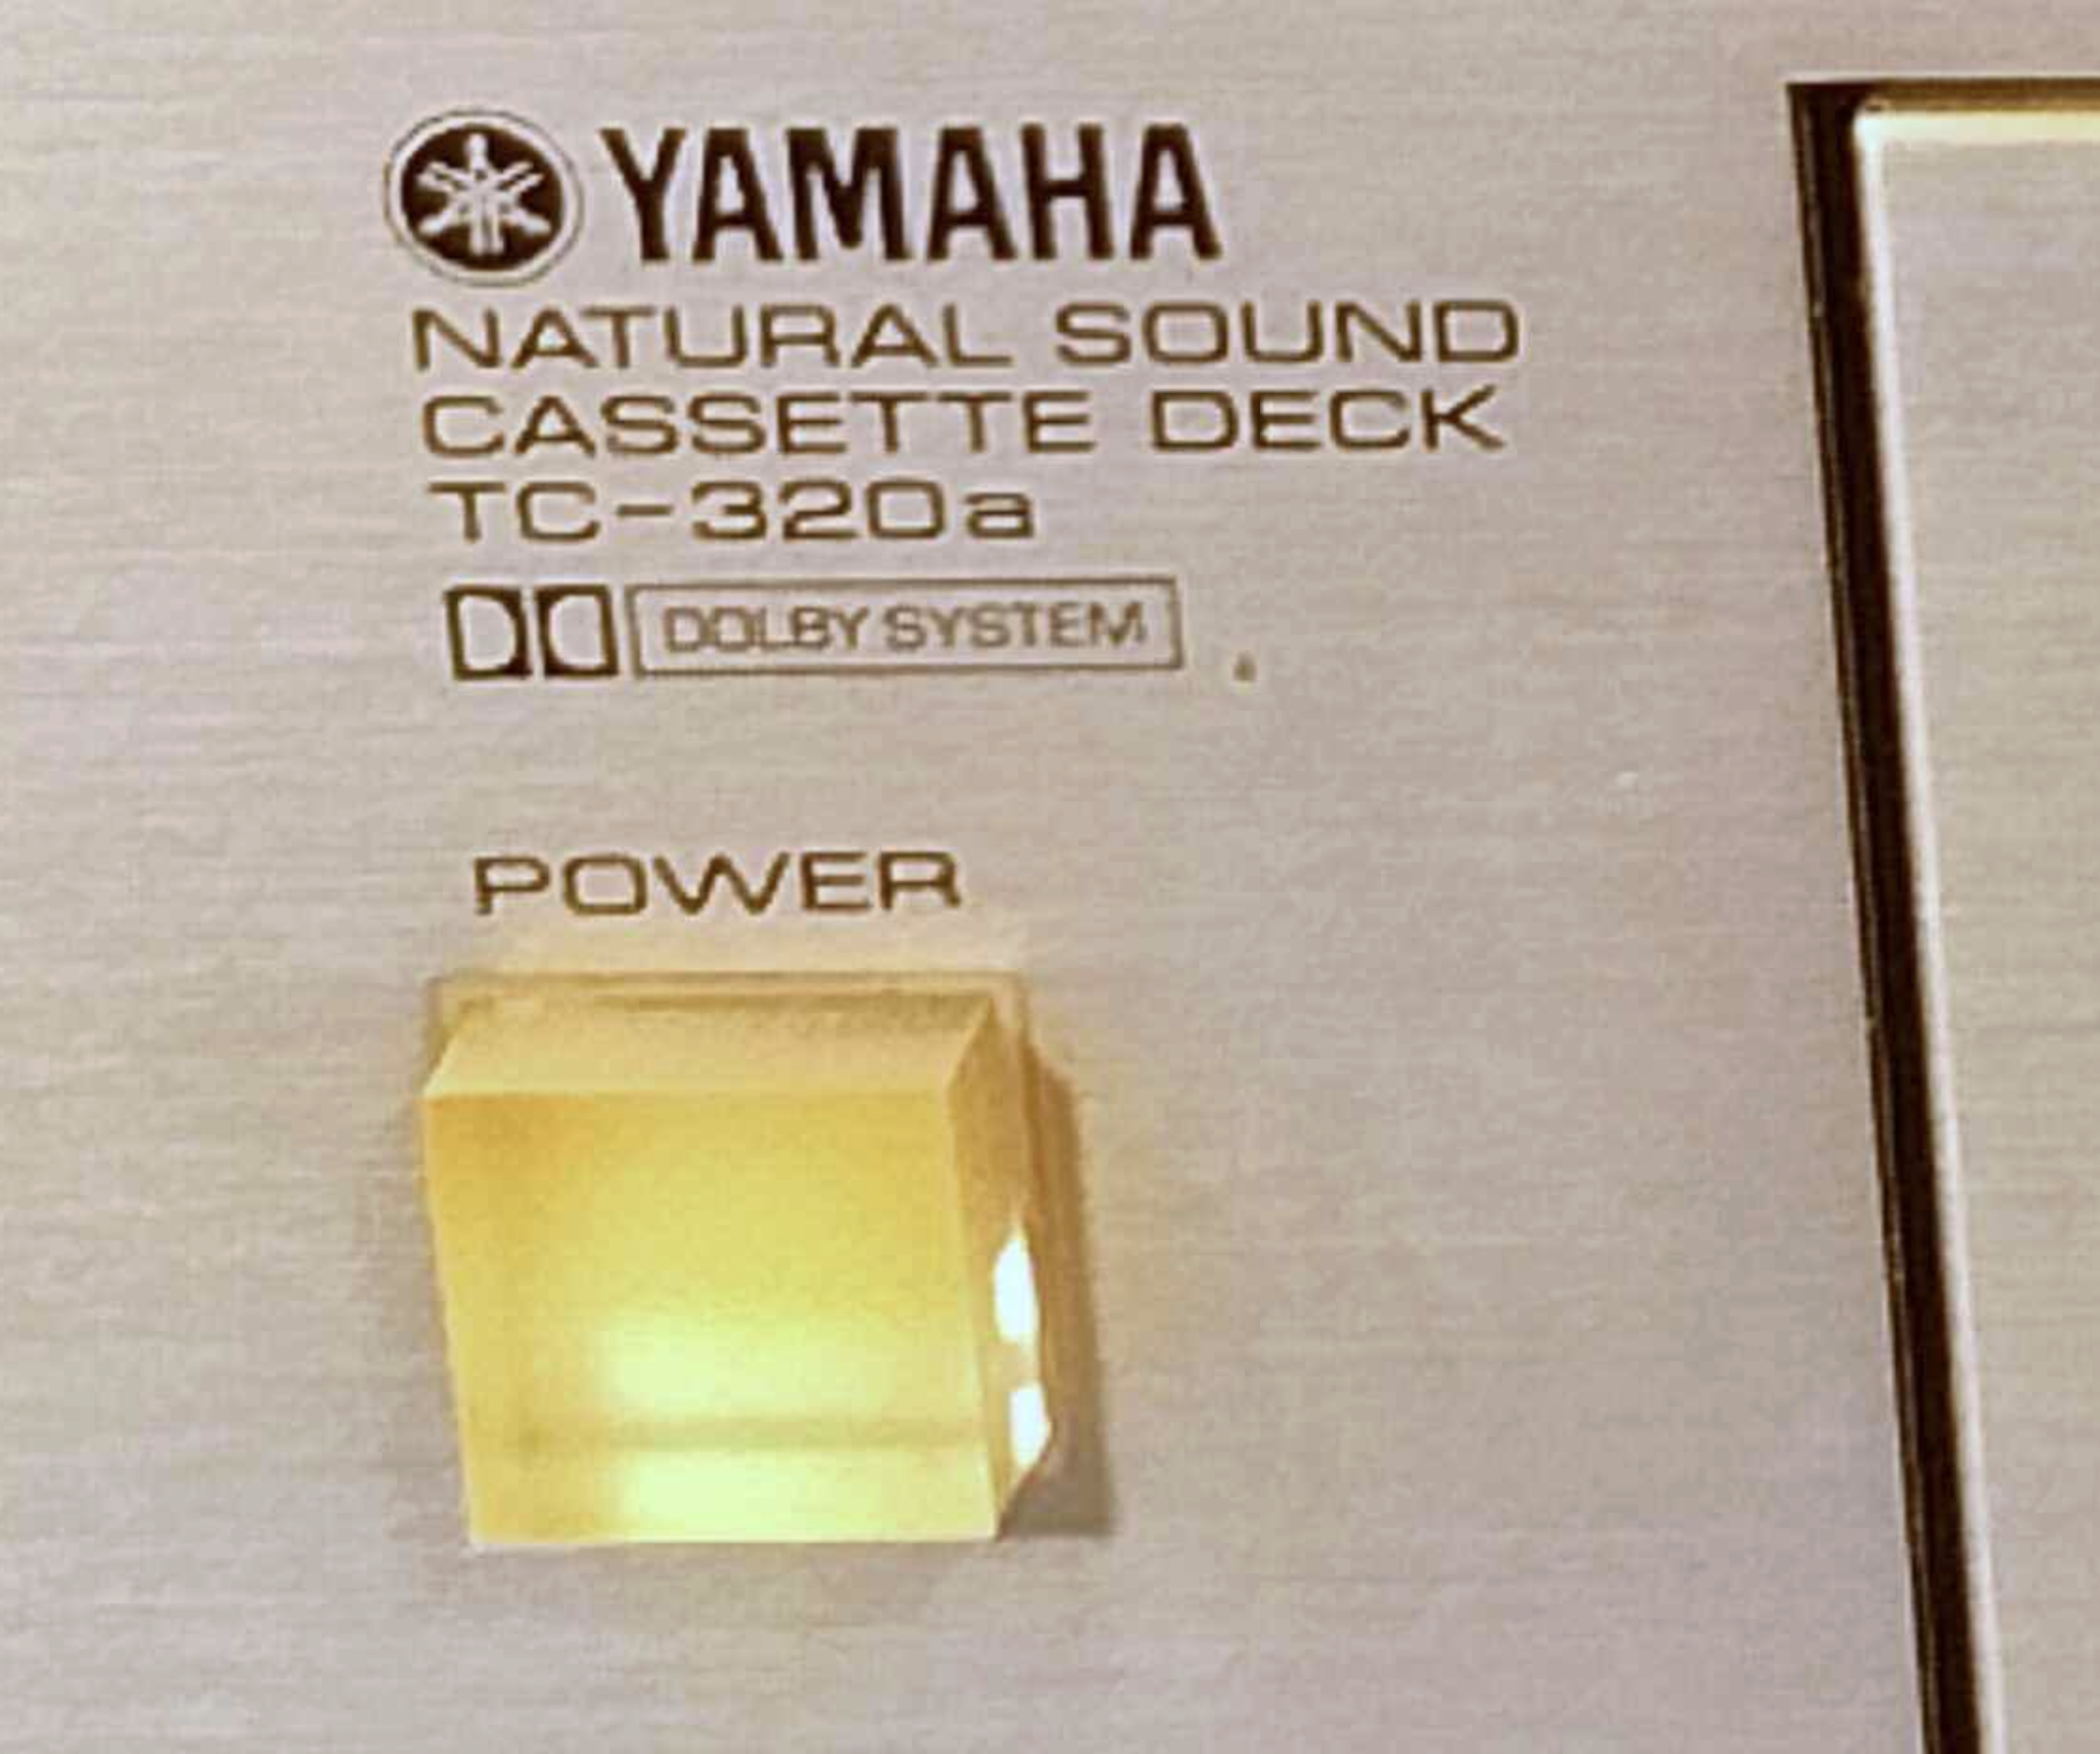 YAMAHA
NATURAL SOUND
CASSETTE DECK
TC-320a
DOLBY SYSTEM
POWER